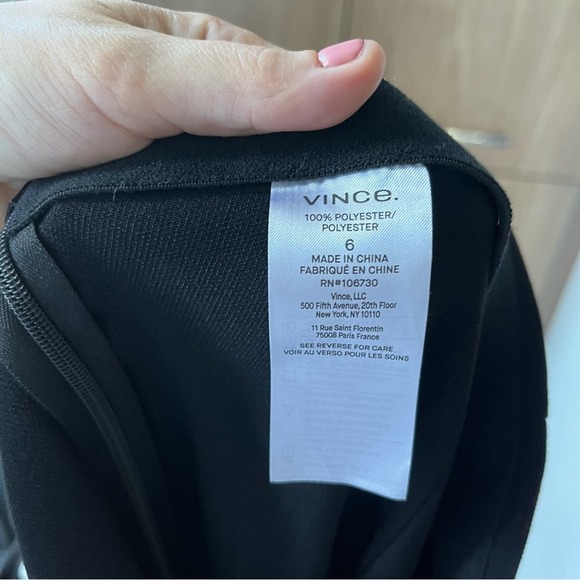 VINCe.
100% POLYESTER/
POLYESTER
6
MADE IN CHINA
FABRIQUÉ EN CHINE
RN#106730
Vince, LLC
500 Fifth Avenue, 20th Floor
New York, NY 10110
11 Rue Saint Florentin
75008 Paris France
SEE REVERSE FOR CARE
VOIR AU VERSO POUR LES SOINS